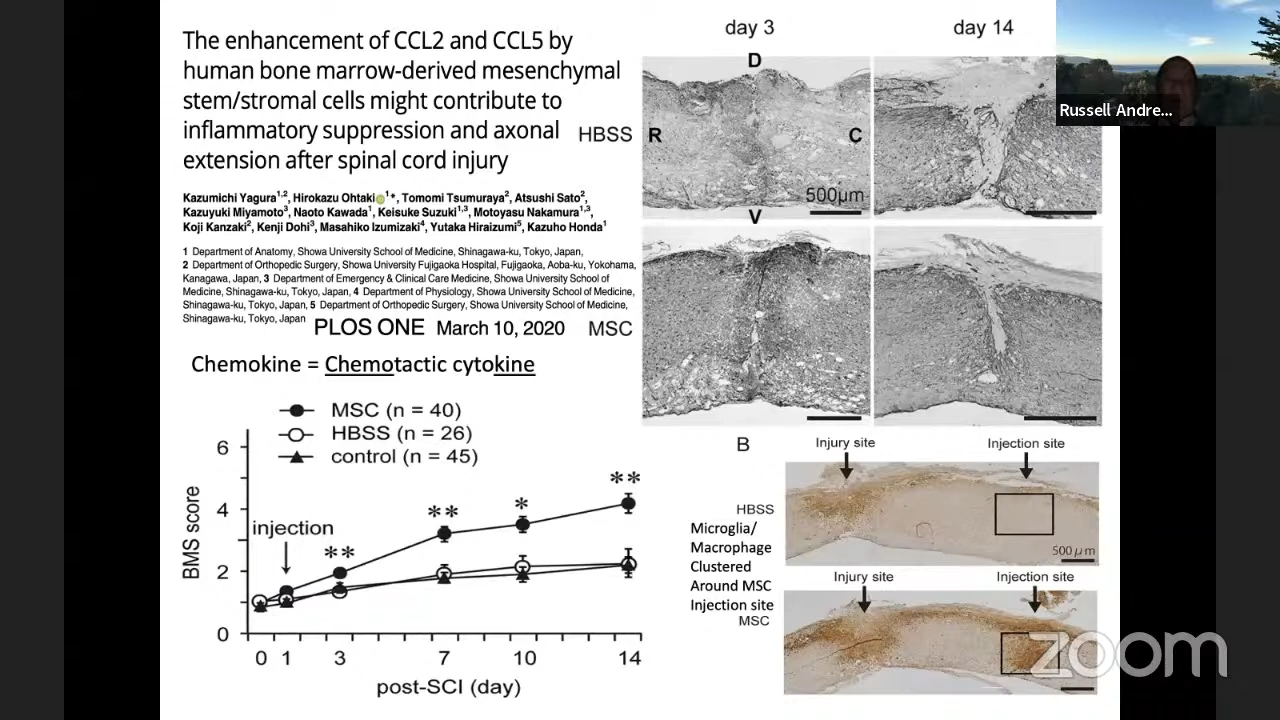 The enhancement of CCL2 and CCL5 by
human bone marrow-derived mesenchymal
stem/stromal cells might contribute to
inflammatory suppression and axonal
extension after spinal cord injury
Kazumichi Yagura1,2, Hirokazu Ohtaki1*, Tomomi Tsumuraya2, Atsushi Sato2,
Kazuyuki Miyamoto3, Naoto Kawada1, Keisuke Suzuki1,3, Motoyasu Nakamura1,3,
Koji Kanzaki2, Kenji Dohi3, Masahiko Izumizaki4, Yutaka Hiraizumi5, Kazuho Honda1
1 Department of Anatomy, Showa University School of Medicine, Shinagawa-ku, Tokyo, Japan,
2 Department of Orthopedic Surgery, Showa University Fujigaoka Hospital, Fujigaoka, Aoba-ku, Yokohama,
Kanagawa, Japan, 3 Department of Emergency & Clinical Care Medicine, Showa University School of
Medicine, Shinagawa-ku, Tokyo, Japan, 4 Department of Physiology, Showa University School of Medicine,
Shinagawa-ku, Tokyo, Japan, 5 Department of Orthopedic Surgery, Showa University School of Medicine,
Shinagawa-ku, Tokyo, Japan
PLOS ONE March 10, 2020
Chemokine = Chemotactic cytokine
MSC (n = 40)
HBSS (n = 26)
control (n = 45)
6
4
2
0
BMS score
injection
**
**
*
**
0 1 3 7 10 14
post-SCI (day)
day 3 day 14
D
HBSS R C
500μm
V
MSC
B
Injury site Injection site
HBSS
500μm
Microglia/
Macrophage
Clustered
Around MSC
Injection site
Injury site Injection site
MSC
Russell Andre...
zoom